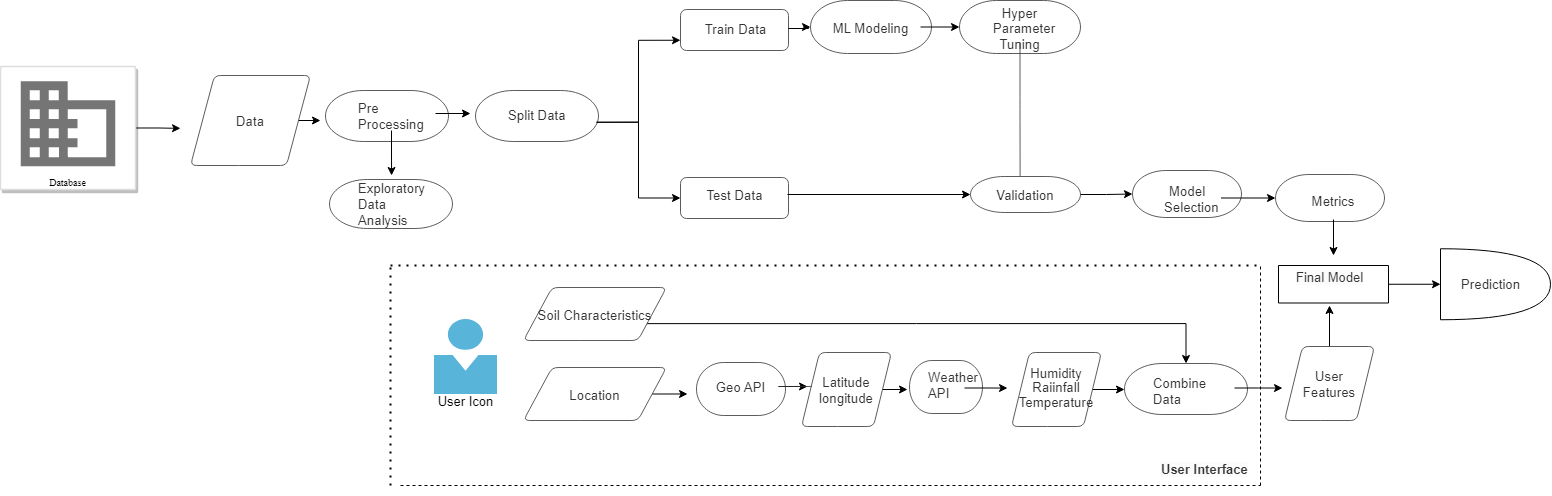 Database
Data
Pre
Processing
Exploratory
Data
Analysis
Split Data
Train Data
ML Modeling
Hyper
Parameter
Tuning
Test Data
Validation
Model
Selection
Metrics
Final Model
Prediction
User Icon
Soil Characteristics
Location
Geo API
Latitude
longitude
Weather
API
Humidity
Raiinfall
Temperature
Combine
Data
User
Features
User Interface